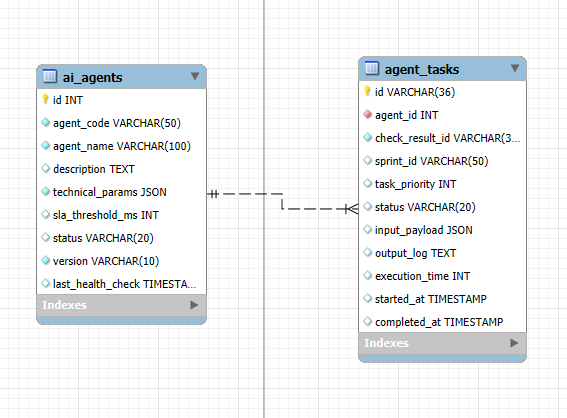 ai_agents
id INT
agent_code VARCHAR(50)
agent_name VARCHAR(100)
description TEXT
technical_params JSON
sla_threshold_ms INT
status VARCHAR(20)
version VARCHAR(10)
last_health_check TIMESTA...
Indexes
agent_tasks
id VARCHAR(36)
agent_id INT
check_result_id VARCHAR(3...
sprint_id VARCHAR(50)
task_priority INT
status VARCHAR(20)
input_payload JSON
output_log TEXT
execution_time INT
started_at TIMESTAMP
completed_at TIMESTAMP
Indexes